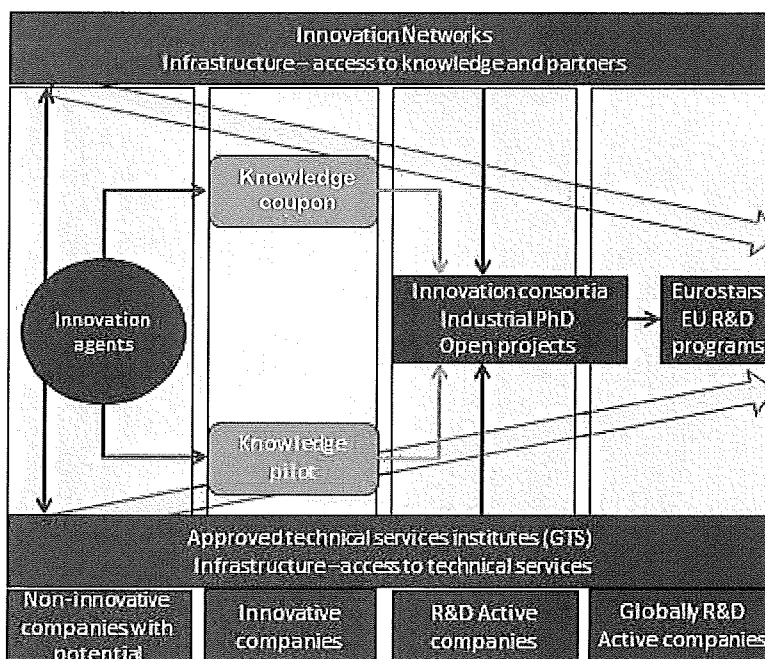 Innovation Networks
Infrastructure – access to knowledge and partners
Knowledge
coupon
Innovation
agents
Innovation consortia
Industrial PhD
Open projects
Eurostars
EU R&D
programs
Knowledge
pilot
Approved technical services institutes (GTS)
Infrastructure –access to technical services
Non-Innovative
companies with
potential
Innovative
companies
R&D Active
companies
Globally R&D
Active companies